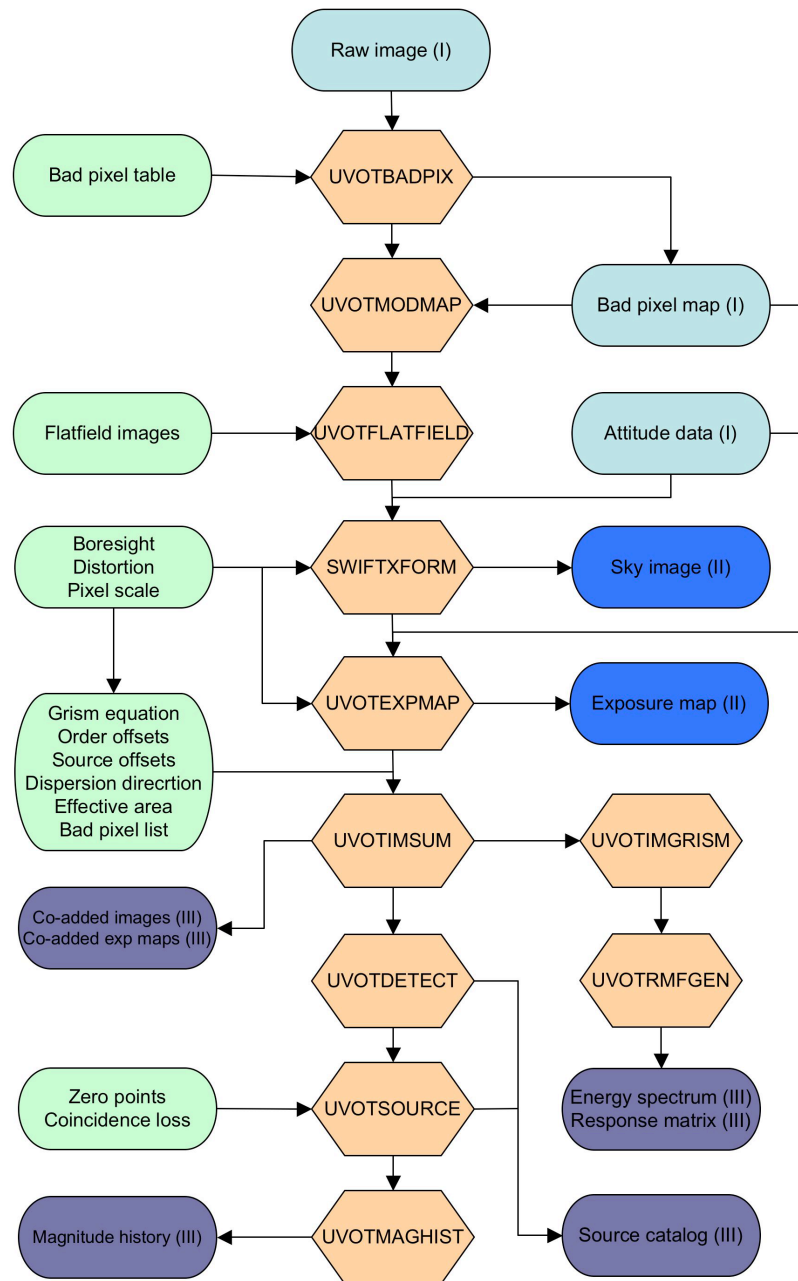 Raw image (I)
Bad pixel table
UVOTBADPIX
UVOTMODMAP
Bad pixel map (I)
Flatfield images
UVOTFLATFIELD
Attitude data (I)
Boresight
Distortion
Pixel scale
SWIFTXFORM
Sky image (II)
UVOTEXPMAP
Exposure map (II)
Grism equation
Order offsets
Source offsets
Dispersion direcrtion
Effective area
Bad pixel list
UVOTIMSUM
UVOTIMGRISM
Co-added images (III)
Co-added exp maps (III)
UVOTDETECT
UVOTRMFGEN
Zero points
Coincidence loss
UVOTSOURCE
Energy spectrum (III)
Response matrix (III)
Magnitude history (III)
UVOTMAGHIST
Source catalog (III)